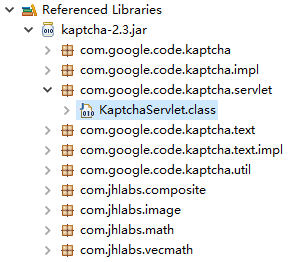 Referenced Libraries
kaptcha-2.3.jar
com.google.code.kaptcha
com.google.code.kaptcha.impl
com.google.code.kaptcha.servlet
KaptchaServlet.class
com.google.code.kaptcha.text
com.google.code.kaptcha.text.impl
com.google.code.kaptcha.util
com.jhlabs.composite
com.jhlabs.image
com.jhlabs.math
com.jhlabs.vecmath